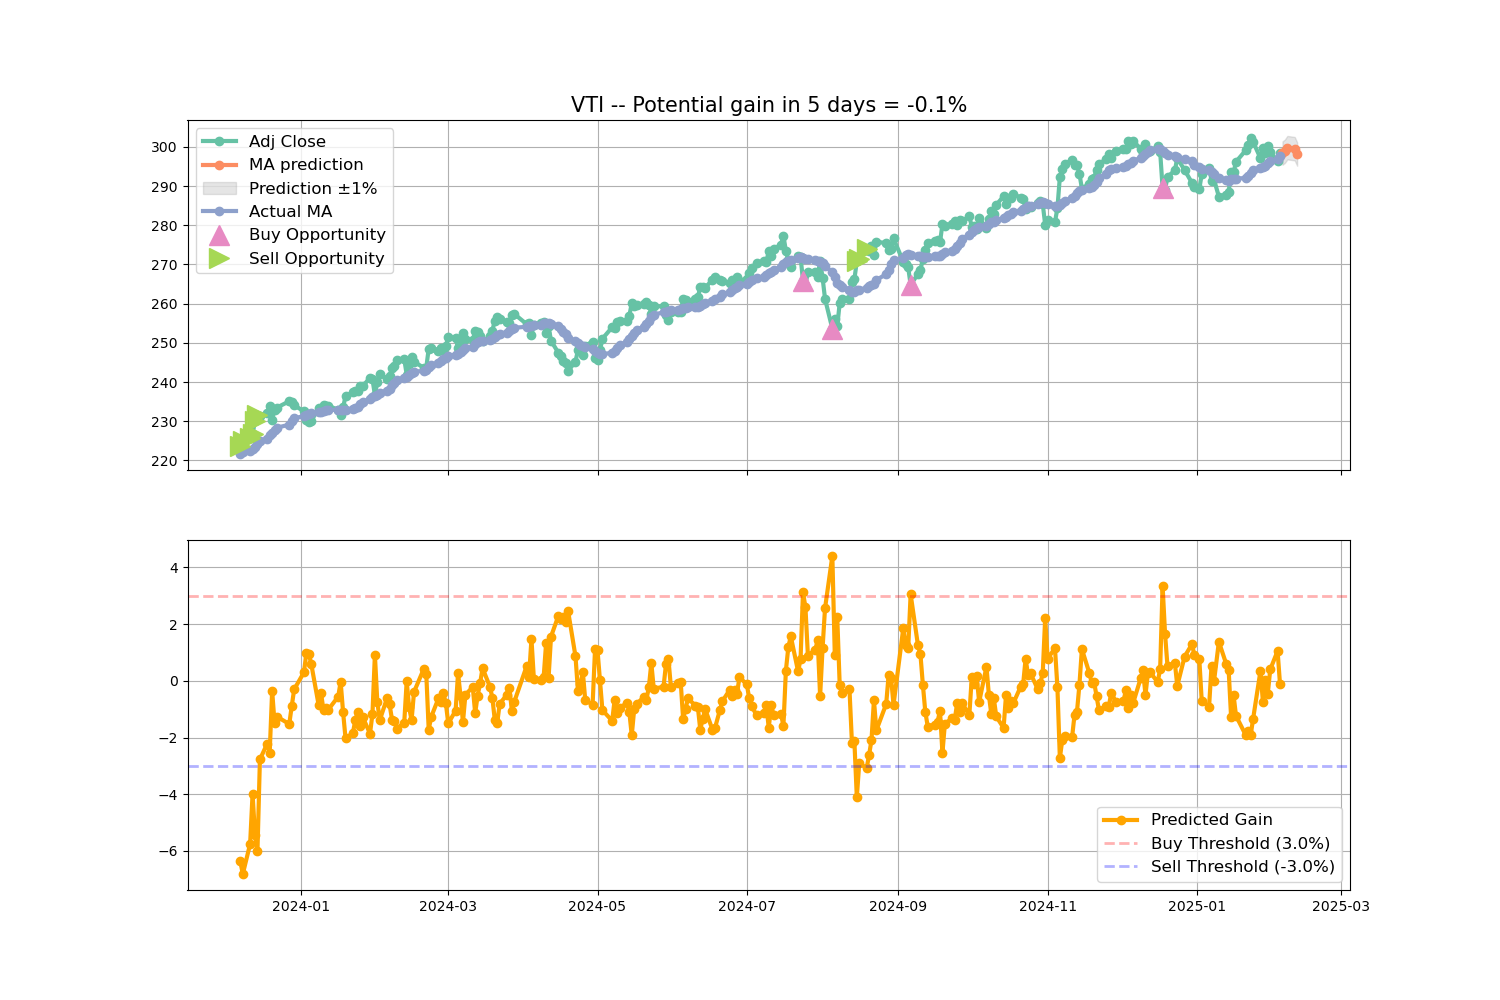 VTI -- Potential gain in 5 days = -0.1%
Adj Close
MA prediction
Prediction ±1%
Actual MA
Buy Opportunity
Sell Opportunity
300
290
280
270
260
250
240
230
220
4
2
0
−2
−4
−6
Predicted Gain
Buy Threshold (3.0%)
Sell Threshold (-3.0%)
2024-01 2024-03 2024-05 2024-07 2024-09 2024-11 2025-01 2025-03